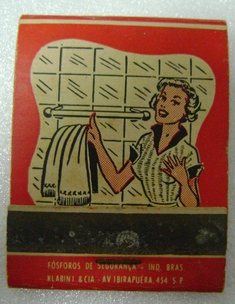 FÓSFOROS DE SEGURANÇA - IND. BRAS
KLABIN I. & CIA - AV IBIRAPUERA, 454 S. P